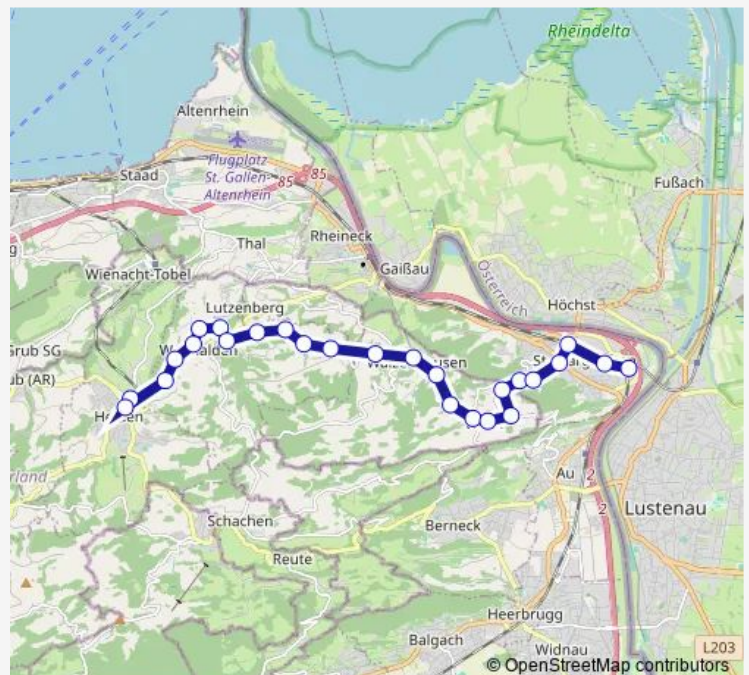 Rheindelta
Altenrhein
Flugplatz
St. Gallen-
Altenrhein
85
85
Staad
Fußach
Thal
Rheineck
Gaißau
Wienacht-Tobel
Österreich
Höchst
Lutzenberg
Grub SG
Schachen
Reute
Au
2
2
Lustenau
Berneck
Heerbrugg
Balgach
Widnau
L203
© OpenStreetMap contributors